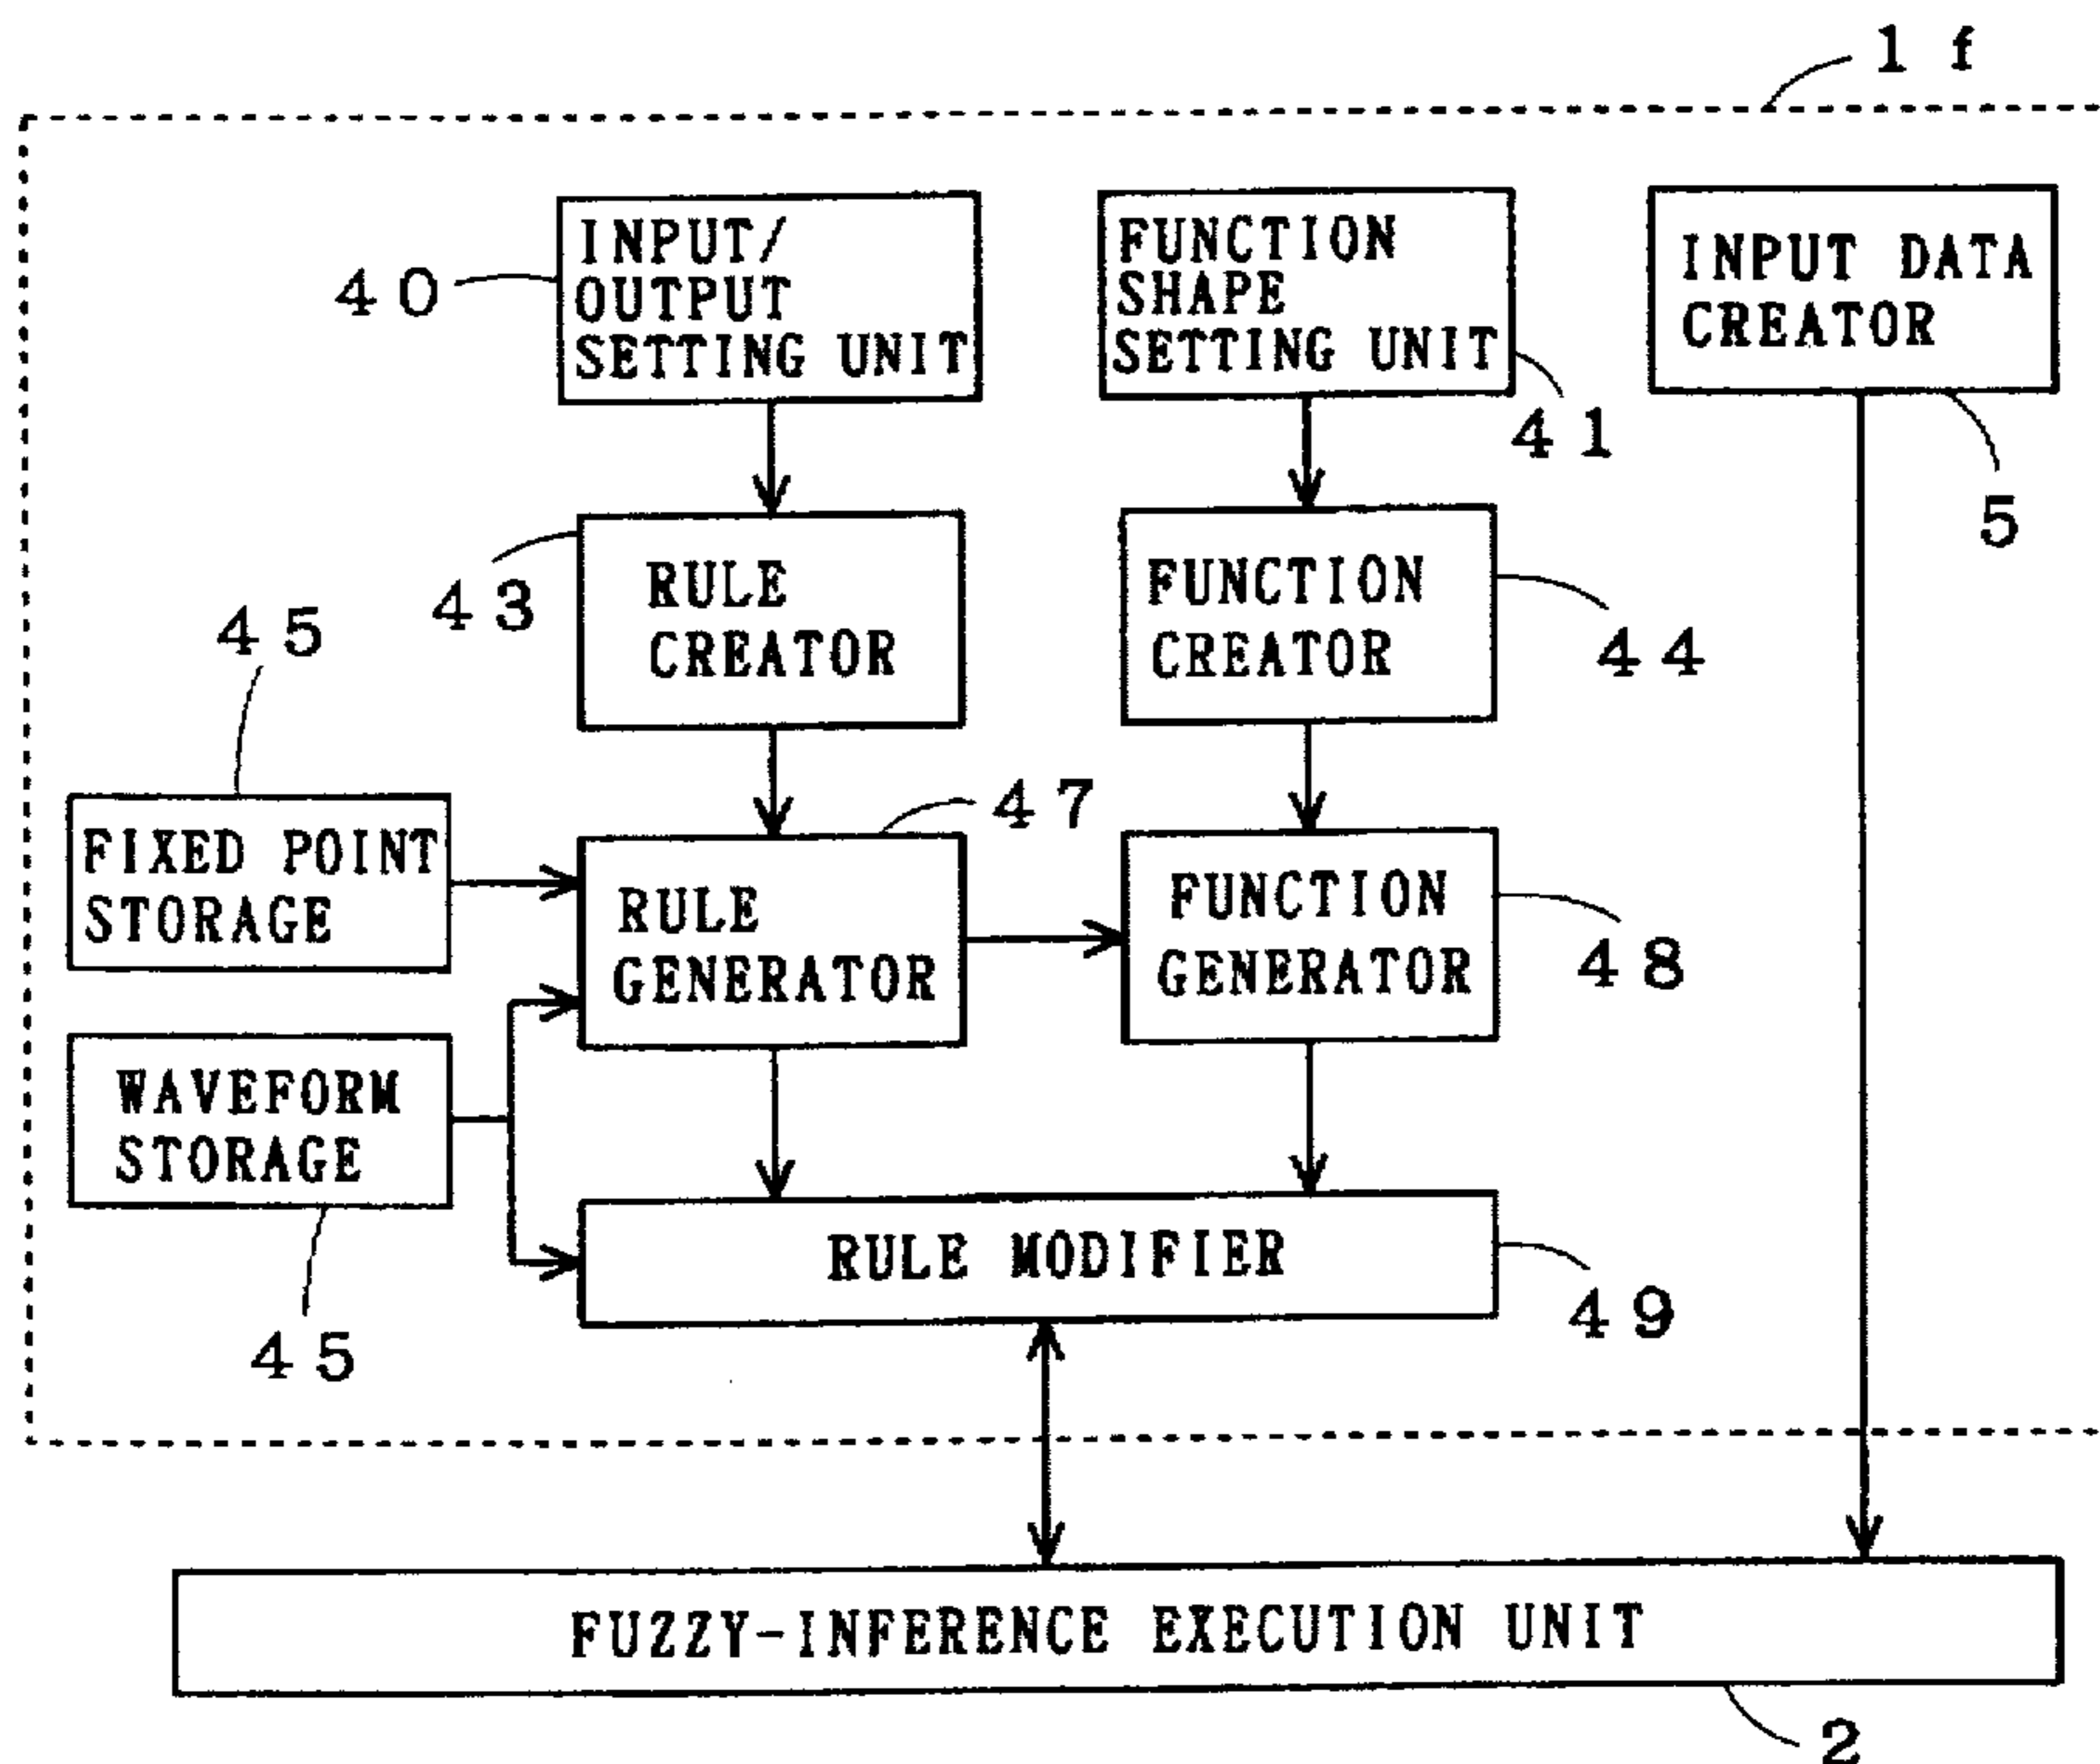 1 f
INPUT/
OUTPUT
SETTING UNIT
40
FUNCTION
SHAPE
SETTING UNIT
41
INPUT DATA
CREATOR
5
RULE
CREATOR
43
FUNCTION
CREATOR
44
45
FIXED POINT
STORAGE
RULE
GENERATOR
47
FUNCTION
GENERATOR
48
WAVEFORM
STORAGE
45
RULE MODIFIER
49
FUZZY-INFERENCE EXECUTION UNIT
2